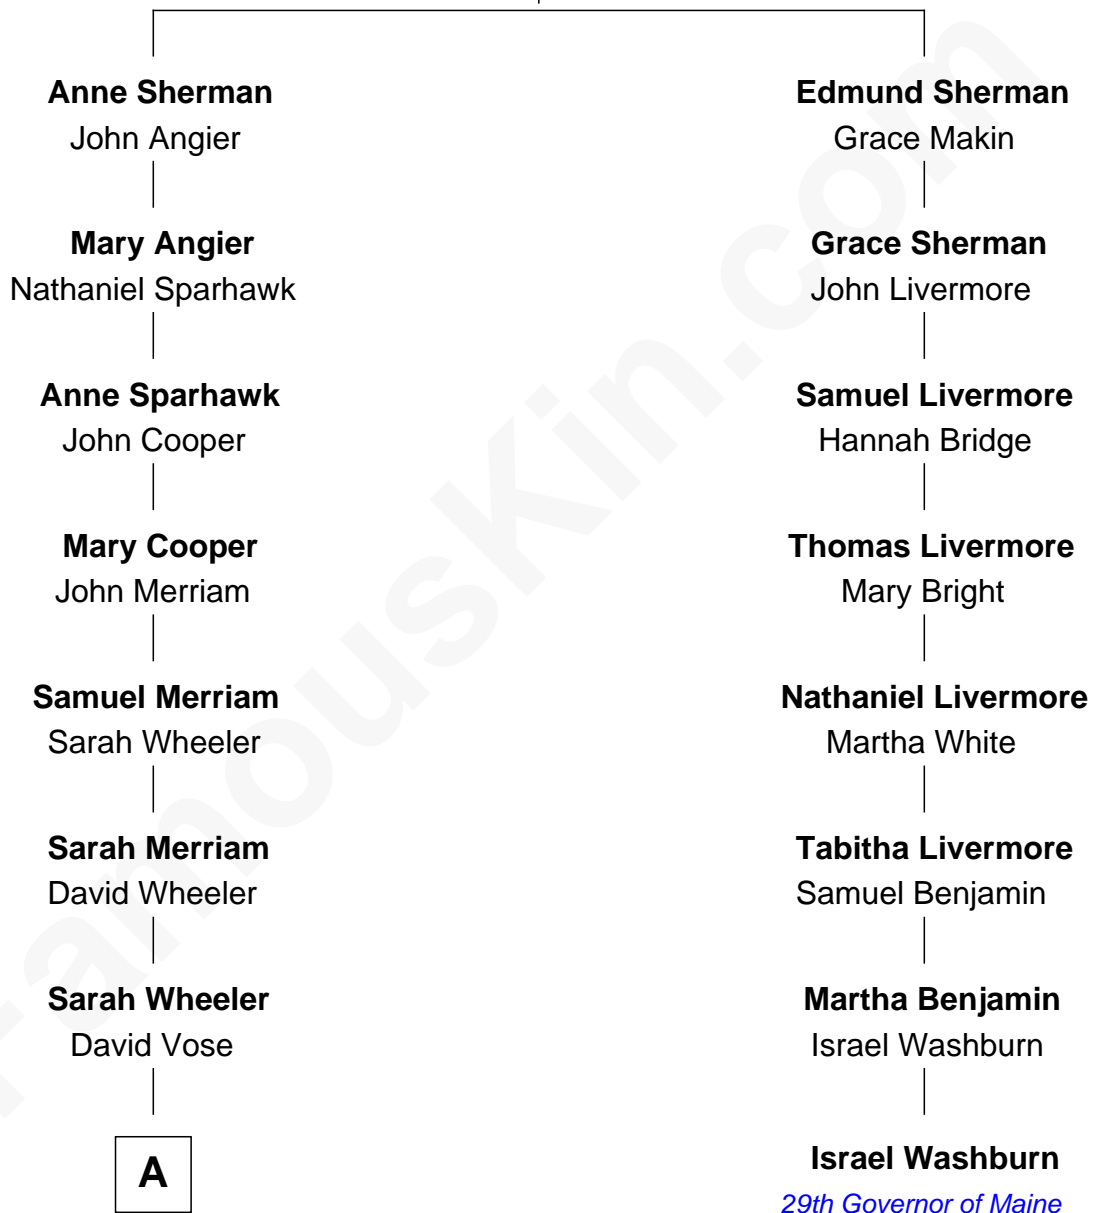 Anne Sherman
John Angier
Edmund Sherman
Grace Makin
Mary Angier
Nathaniel Sparhawk
Grace Sherman
John Livermore
Anne Sparhawk
John Cooper
Samuel Livermore
Hannah Bridge
Mary Cooper
John Merriam
Thomas Livermore
Mary Bright
Samuel Merriam
Sarah Wheeler
Nathaniel Livermore
Martha White
Sarah Merriam
David Wheeler
Tabitha Livermore
Samuel Benjamin
Sarah Wheeler
David Vose
Martha Benjamin
Israel Washburn
A
Israel Washburn
29th Governor of Maine
FamousKin.com